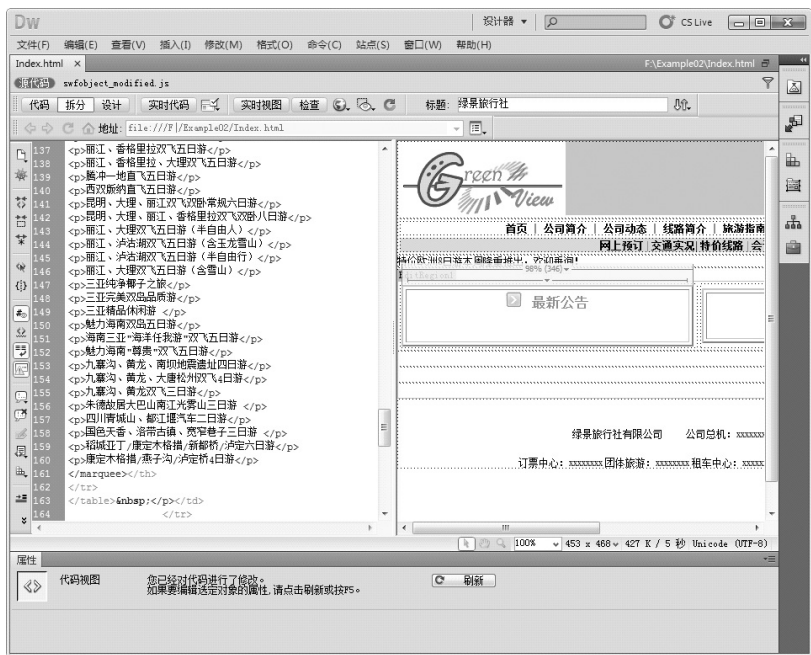 Dw 设计器 CS Live
文件(F) 编辑(E) 查看(V) 插入(I) 修改(M) 格式(O) 命令(C) 站点(S) 窗口(W) 帮助(H)
Index.html × F:\Example02\Index.html
源代码 swfobject_modified.js
代码 拆分 设计 实时代码 实时视图 检查 标题: 绿景旅行社
地址: file:///F|/Example02/Index.html
137 <p>丽江、香格里拉双飞五日游</p>
138 <p>丽江、香格里拉、大理双飞五日游</p>
139 <p>腾冲一地直飞五日游</p>
140 <p>西双版纳直飞五日游</p>
141 <p>昆明、大理、丽江双飞双卧常规六日游</p>
142 <p>昆明、大理、丽江、香格里拉双飞双卧八日游</p>
143 <p>丽江、大理双飞五日游（半自由人）</p>
144 <p>丽江、泸沽湖双飞五日游（含玉龙雪山）</p>
145 <p>丽江、泸沽湖双飞五日游（半自由行）</p>
146 <p>丽江、大理双飞五日游（含雪山）</p>
147 <p>三亚纯净椰子之旅</p>
148 <p>三亚完美双岛品质游</p>
149 <p>三亚精品休闲游 </p>
150 <p>魅力海南双岛五日游</p>
151 <p>海南三亚"海洋任我游"双飞五日游</p>
152 <p>魅力海南"尊贵"双飞五日游</p>
153 <p>九寨沟、黄龙、南坝地震遗址四日游</p>
154 <p>九寨沟、黄龙、大唐松州双飞4日游</p>
155 <p>九寨沟、黄龙双飞三日游</p>
156 <p>朱德故居大巴山南江光雾山三日游 </p>
157 <p>四川青城山、都江堰汽车二日游</p>
158 <p>国色天香、洛带古镇、宽窄巷子三日游 </p>
159 <p>稻城亚丁/康定木格措/新都桥/泸定六日游</p>
160 <p>康定木格措/燕子沟/泸定桥4日游</p>
161 </marquee></th>
162 </tr>
163 </table>&nbsp;</p></td>
164 </tr>
Green View
首页 | 公司简介 | 公司动态 | 线路简介 | 旅游指南
网上预订 | 交通实况 | 特价线路 | 会
特价欧洲8日游本周隆重推出，欢迎垂询！
98% (346)
EditRegion1
最新公告
绿景旅行社有限公司 公司总机: xxxxxx
订票中心: xxxxxxxx 团体旅游: xxxxxxxx 租车中心: xxxxx
100% 453 x 468 427 K / 5 秒 Unicode (UTF-8)
属性
代码视图 您已经对代码进行了修改。 刷新
如果要编辑选定对象的属性,请点击刷新或按F5。